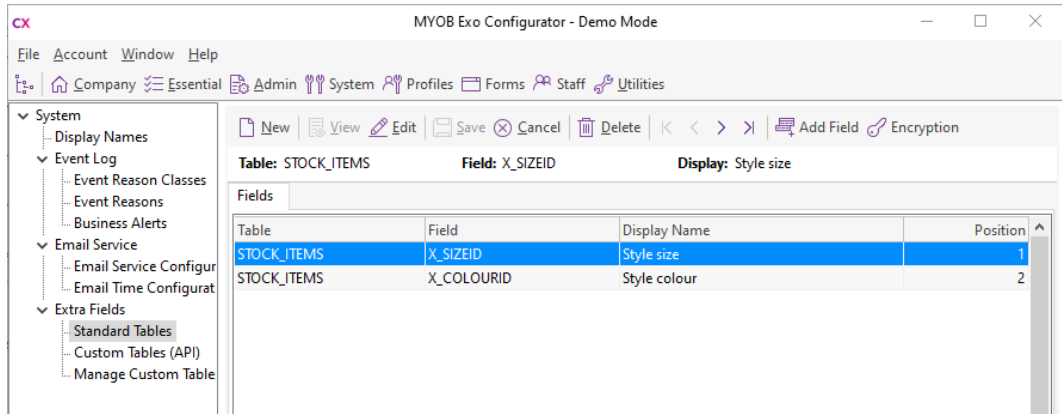 CX MYOB Exo Configurator - Demo Mode
File Account Window Help
Company Essential Admin System Profiles Forms Staff Utilities
System
Display Names
Event Log
Event Reason Classes
Event Reasons
Business Alerts
Email Service
Email Service Configur
Email Time Configurat
Extra Fields
Standard Tables
Custom Tables (API)
Manage Custom Table
New View Edit Save Cancel Delete Add Field Encryption
Table: STOCK_ITEMS Field: X_SIZEID Display: Style size
Fields
Table Field Display Name Position
STOCK_ITEMS X_SIZEID Style size 1
STOCK_ITEMS X_COLOURID Style colour 2